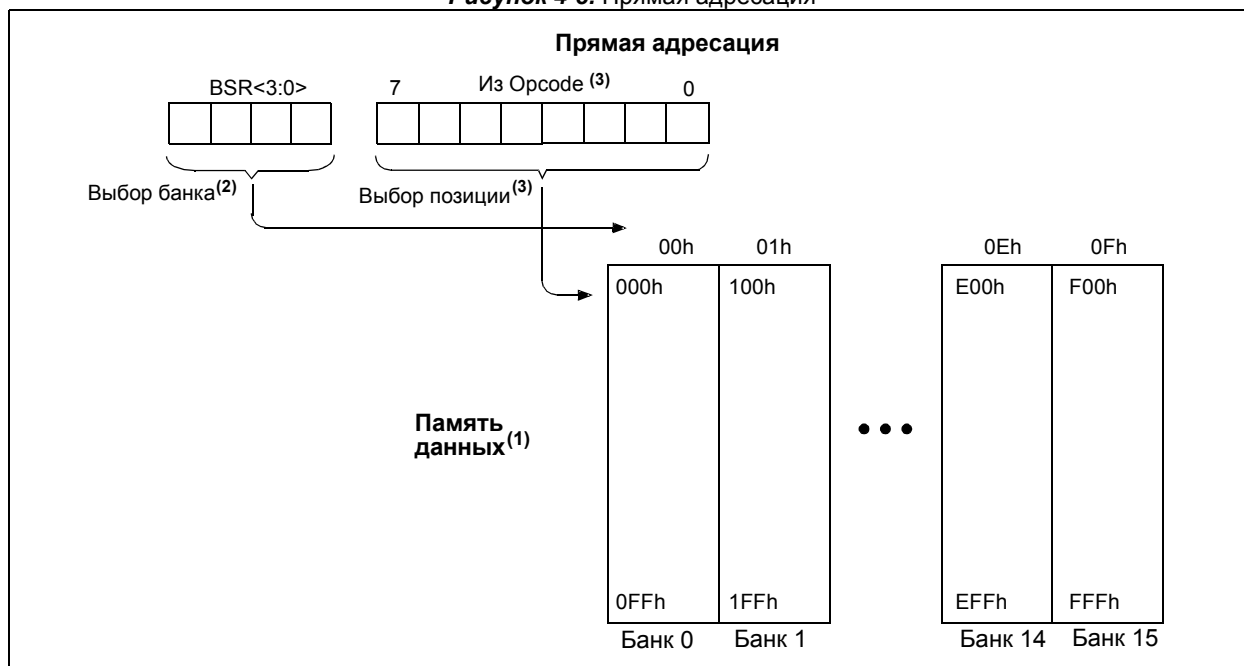 Прямая адресация
BSR<3:0> 7 Из Opcode (3) 0
Выбор банка(2) Выбор позиции(3)
00h 01h 0Eh 0Fh
000h 100h E00h F00h
Память
данных(1)
0FFh 1FFh EFFh FFFh
Банк 0 Банк 1 Банк 14 Банк 15